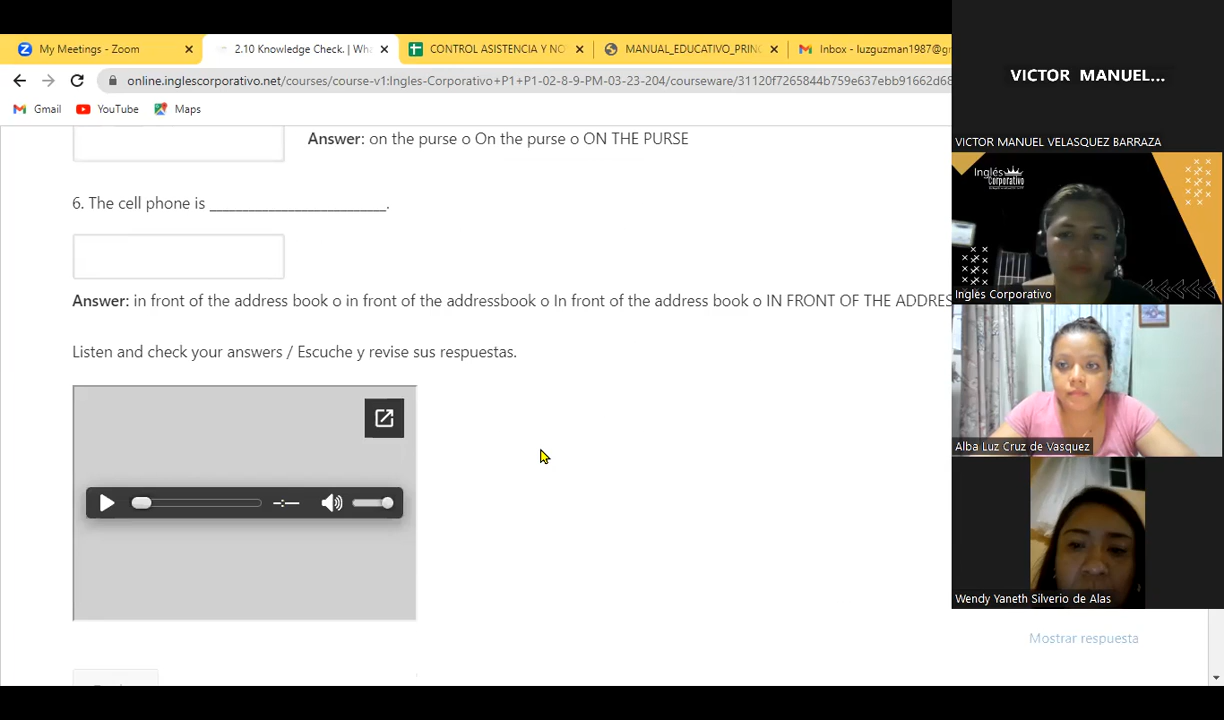 My Meetings - Zoom
2.10 Knowledge Check. | Wha
CONTROL ASISTENCIA Y NO
MANUAL_EDUCATIVO_PRIN
Inbox - luzguzman1987@g
online.inglescorporativo.net/courses/course-v1:Ingles-Corporativo+P1+P1-02-8-9-PM-03-23-204/courseware/31120f7265844b759e637ebb91662d68
Gmail
YouTube
Maps
Answer: on the purse o On the purse o ON THE PURSE
6. The cell phone is ___________________________.
Answer: in front of the address book o in front of the addressbook o In front of the address book o IN FRONT OF THE ADDRES
Listen and check your answers / Escuche y revise sus respuestas.
-:--
Mostrar respuesta
VICTOR MANUEL...
VICTOR MANUEL VELASQUEZ BARRAZA
Inglés
Corporativo
Inglés Corporativo
Alba Luz Cruz de Vasquez
Wendy Yaneth Silverio de Alas